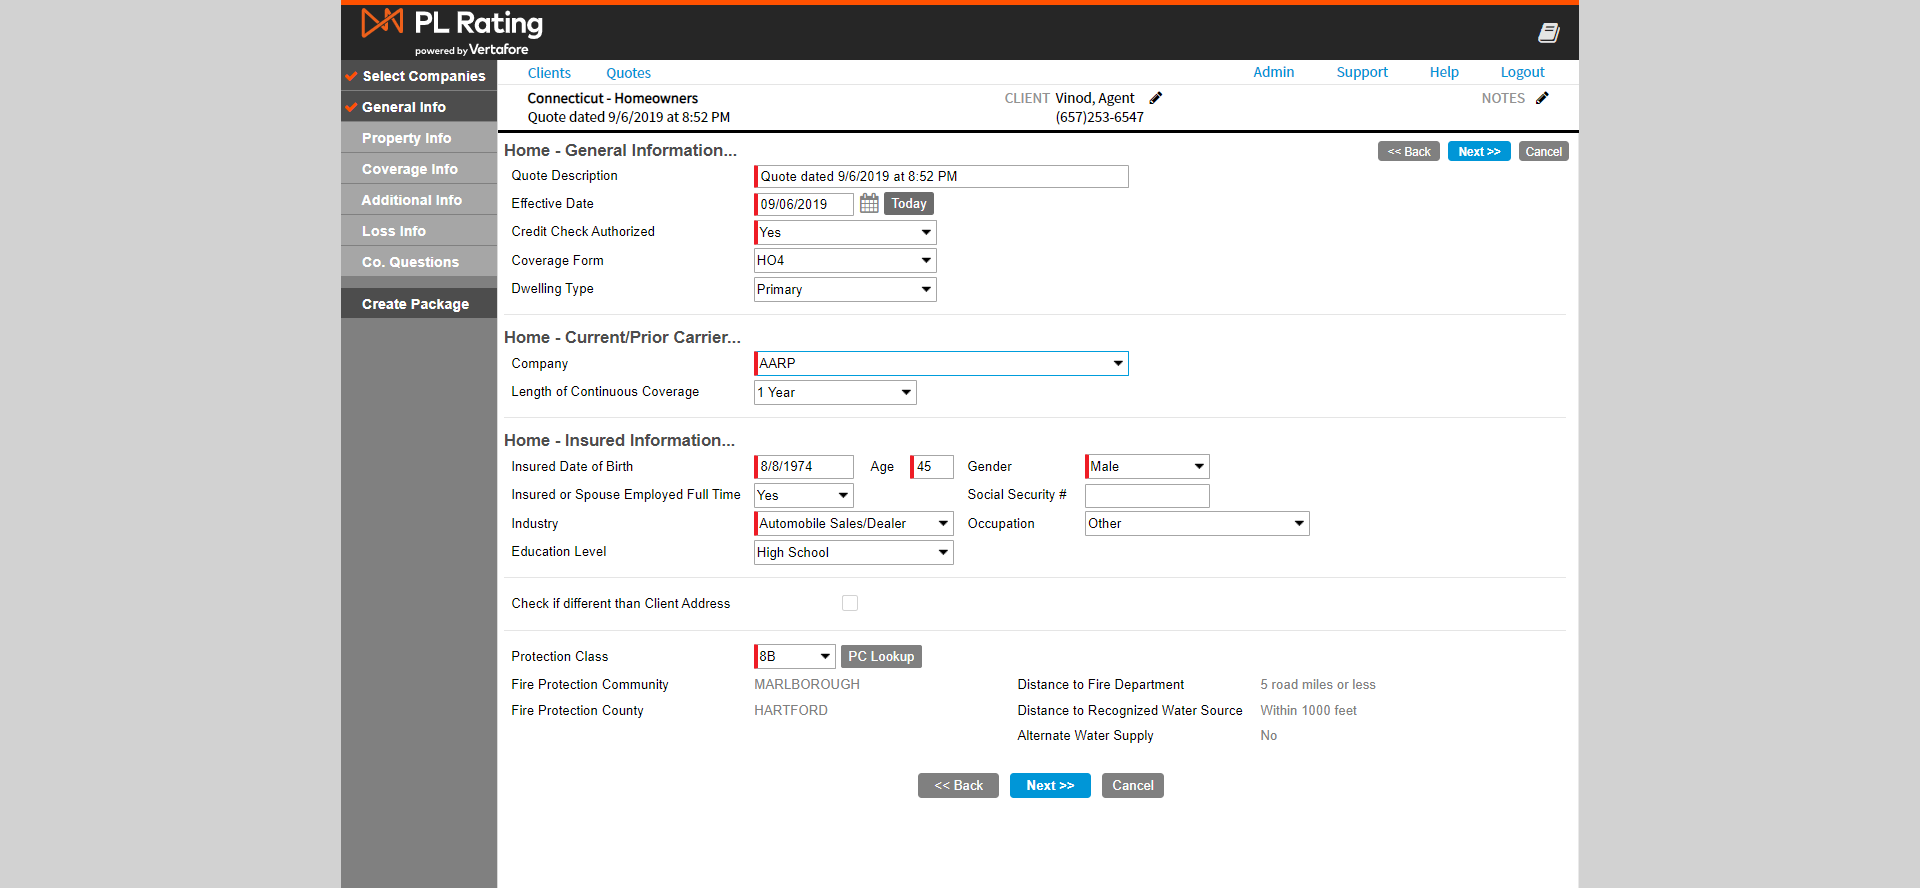 PL Rating
powered by Vertafore
Select Companies
General Info
Property Info
Coverage Info
Additional Info
Loss Info
Co. Questions
Create Package
Clients Quotes Admin Support Help Logout
Connecticut - Homeowners CLIENT Vinod, Agent NOTES
Quote dated 9/6/2019 at 8:52 PM (657)253-6547
Home - General Information... << Back Next >> Cancel
Quote Description Quote dated 9/6/2019 at 8:52 PM
Effective Date 09/06/2019 Today
Credit Check Authorized Yes
Coverage Form HO4
Dwelling Type Primary
Home - Current/Prior Carrier...
Company AARP
Length of Continuous Coverage 1 Year
Home - Insured Information...
Insured Date of Birth 8/8/1974 Age 45 Gender Male
Insured or Spouse Employed Full Time Yes Social Security #
Industry Automobile Sales/Dealer Occupation Other
Education Level High School
Check if different than Client Address
Protection Class 8B PC Lookup
Fire Protection Community MARLBOROUGH Distance to Fire Department 5 road miles or less
Fire Protection County HARTFORD Distance to Recognized Water Source Within 1000 feet
Alternate Water Supply No
<< Back Next >> Cancel